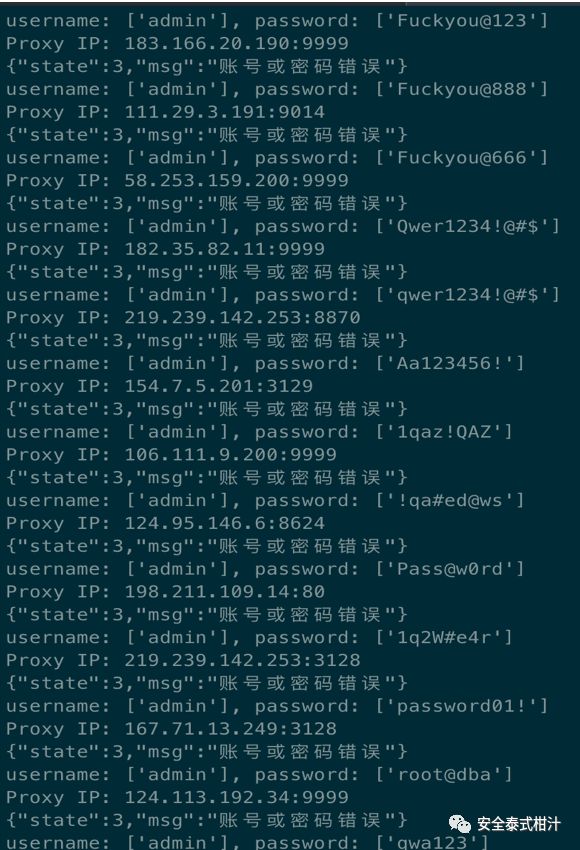 username: ['admin'], password: ['Fuckyou@123']
Proxy IP: 183.166.20.190:9999
{"state":3,"msg":"账号或密码错误"}
username: ['admin'], password: ['Fuckyou@888']
Proxy IP: 111.29.3.191:9014
{"state":3,"msg":"账号或密码错误"}
username: ['admin'], password: ['Fuckyou@666']
Proxy IP: 58.253.159.200:9999
{"state":3,"msg":"账号或密码错误"}
username: ['admin'], password: ['Qwer1234!@#$']
Proxy IP: 182.35.82.11:9999
{"state":3,"msg":"账号或密码错误"}
username: ['admin'], password: ['qwer1234!@#$']
Proxy IP: 219.239.142.253:8870
{"state":3,"msg":"账号或密码错误"}
username: ['admin'], password: ['Aa123456!']
Proxy IP: 154.7.5.201:3129
{"state":3,"msg":"账号或密码错误"}
username: ['admin'], password: ['1qaz!QAZ']
Proxy IP: 106.111.9.200:9999
{"state":3,"msg":"账号或密码错误"}
username: ['admin'], password: ['!qa#ed@ws']
Proxy IP: 124.95.146.6:8624
{"state":3,"msg":"账号或密码错误"}
username: ['admin'], password: ['Pass@w0rd']
Proxy IP: 198.211.109.14:80
{"state":3,"msg":"账号或密码错误"}
username: ['admin'], password: ['1q2W#e4r']
Proxy IP: 219.239.142.253:3128
{"state":3,"msg":"账号或密码错误"}
username: ['admin'], password: ['password01!']
Proxy IP: 167.71.13.249:3128
{"state":3,"msg":"账号或密码错误"}
username: ['admin'], password: ['root@dba']
Proxy IP: 124.113.192.34:9999
{"state":3,"msg":"账号或密码错误"}
安全泰式柑汁
username: ['admin'], password: ['qwa123']